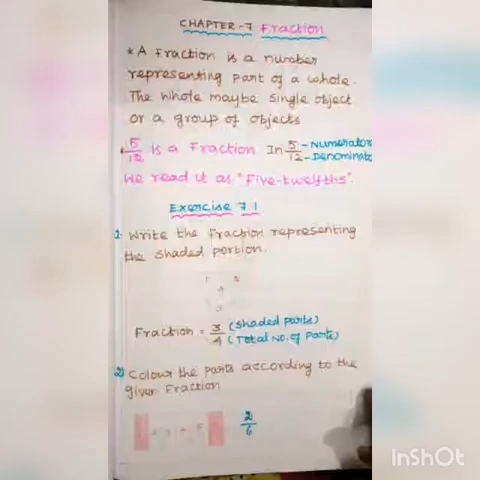 CHAPTER-7 Fraction
* A Fraction is a number
representing part of a whole.
The whole maybe single object
or a group of objects
5/12 is a Fraction In 5/12 - Numerator
- Denominato
We read it as "Five-twelfths".
Exercise 7.1
1. Write the fraction representing
the shaded portion.
Fraction = 3/4 (Shaded Parts)
(Total No. of Parts)
2) Colour the parts according to the
given Fraction
2/6
InShOt